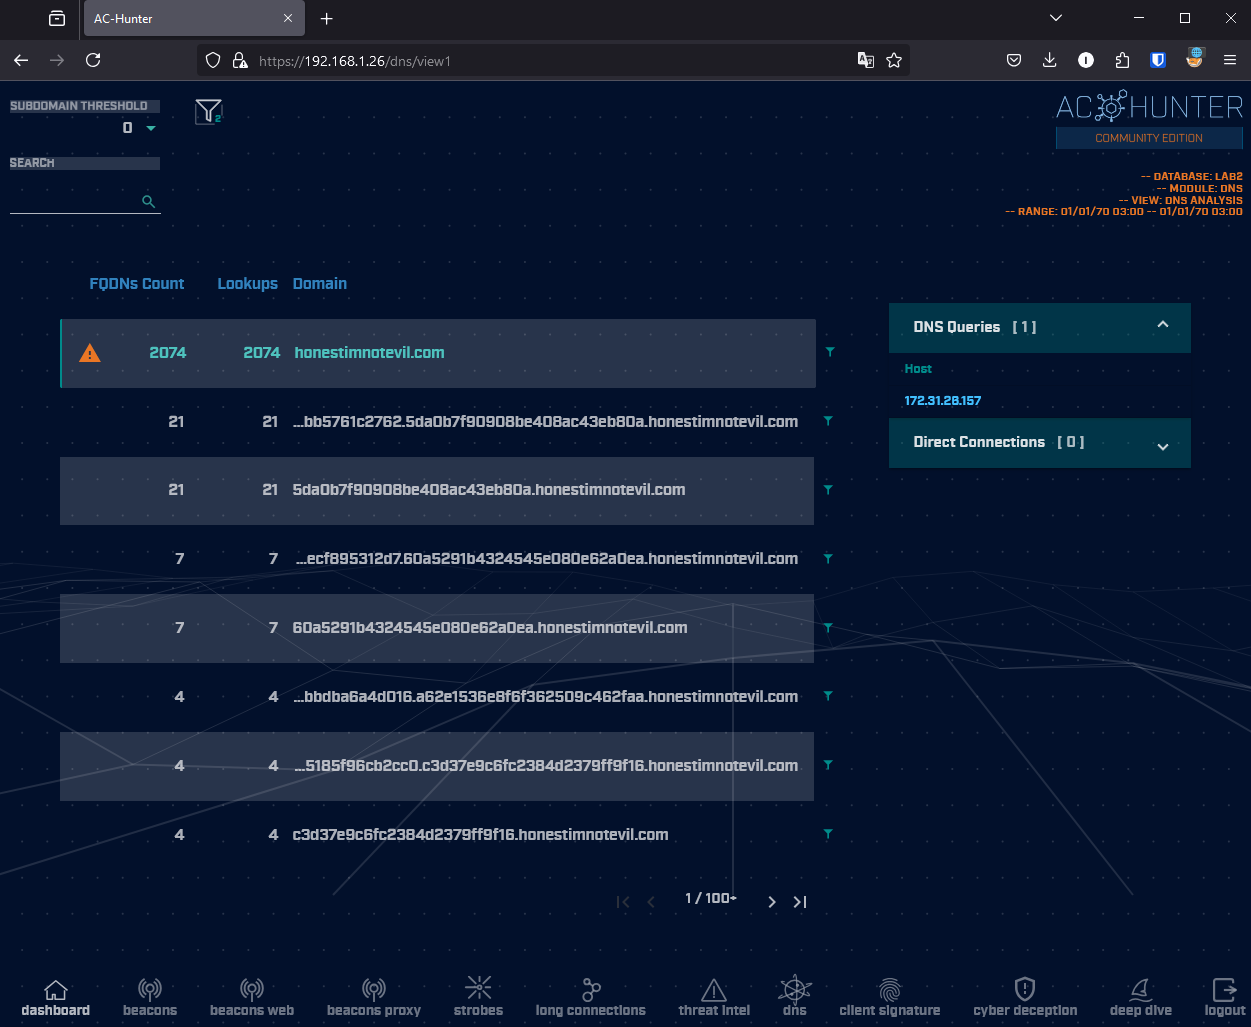 AC-Hunter
https://192.168.1.26/dns/view1
SUBDOMAIN THRESHOLD
0
2
SEARCH
AC HUNTER
COMMUNITY EDITION
-- DATABASE: LAB2
-- MODULE: DNS
-- VIEW: DNS ANALYSIS
-- RANGE: 01/01/70 03:00 -- 01/01/70 03:00
FQDNs Count Lookups Domain
2074 2074 honestimnotevil.com
21 21 ...bb5761c2762.5da0b7f90908be408ac43eb80a.honestimnotevil.com
21 21 5da0b7f90908be408ac43eb80a.honestimnotevil.com
7 7 ...ecf895312d7.60a5291b4324545e080e62a0ea.honestimnotevil.com
7 7 60a5291b4324545e080e62a0ea.honestimnotevil.com
4 4 ...bbdba6a4d016.a62e1536e8f6f362509c462faa.honestimnotevil.com
4 4 ...5185f96cb2cc0.c3d37e9c6fc2384d2379ff9f16.honestimnotevil.com
4 4 c3d37e9c6fc2384d2379ff9f16.honestimnotevil.com
1 / 100+
DNS Queries [ 1 ]
Host
172.31.26.157
Direct Connections [ 0 ]
dashboard beacons beacons web beacons proxy strobes long connections threat intel dns client signature cyber deception deep dive logout